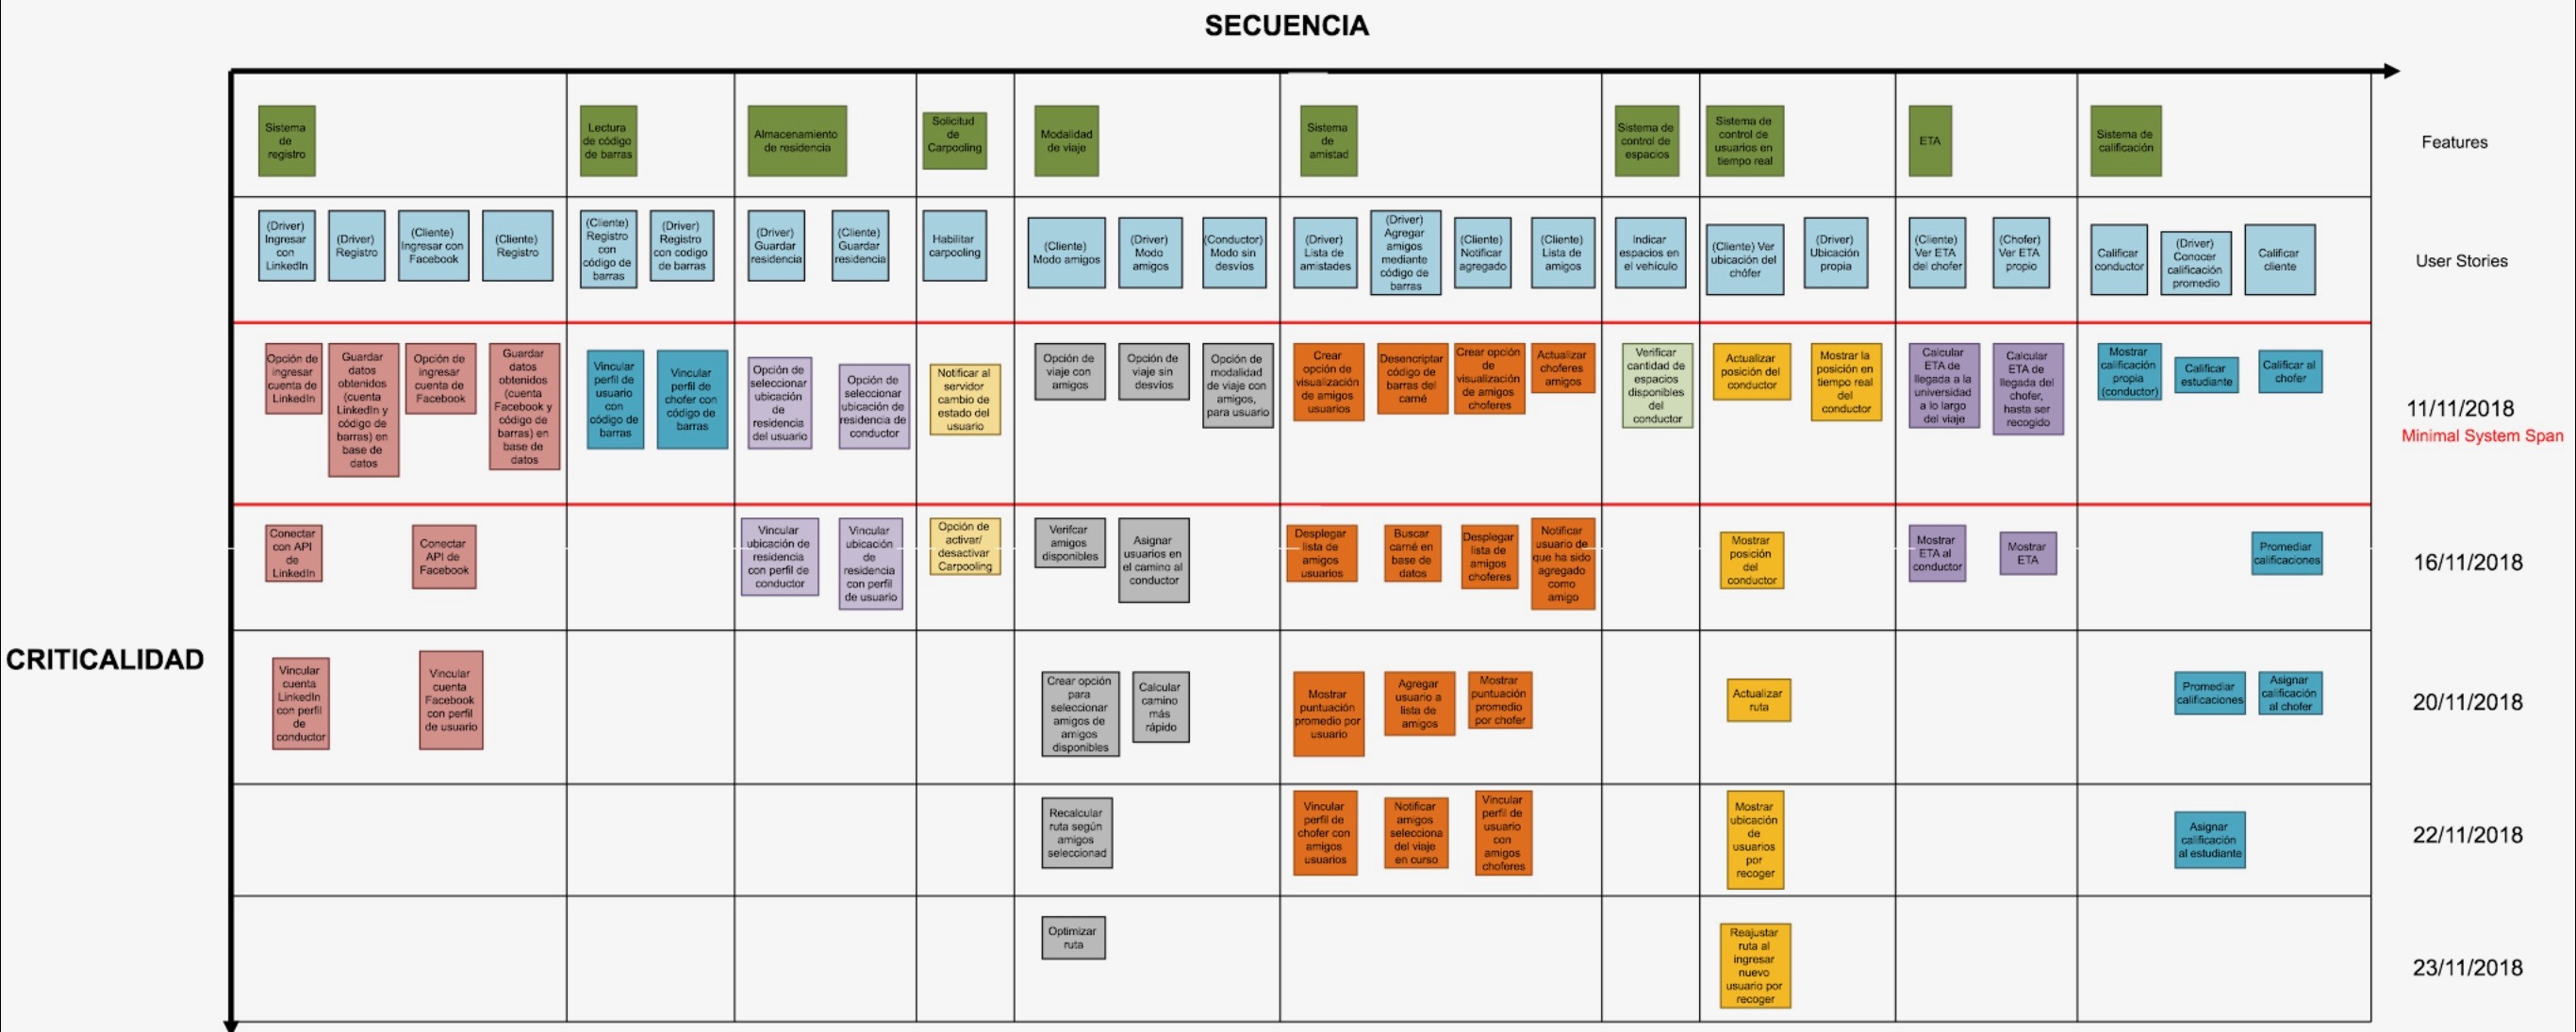 SECUENCIA
Sistema
de
registro
Lectura
de código
de barras
Almacenamiento
de residencia
Solicitud
de
Carpooling
Modalidad
de viaje
Sistema
de
amistad
Sistema de
control de
espacios
Sistema de
control de
usuarios en
tiempo real
ETA
Sistema de
calificación
Features
(Driver)
Ingresar
con
LinkedIn
(Driver)
Registro
(Cliente)
Ingresar con
Facebook
(Cliente)
Registro
(Cliente)
Registro
con
código de
barras
(Driver)
Registro
con codigo
de barras
(Driver)
Guardar
residencia
(Cliente)
Guardar
residencia
Habilitar
carpooling
(Cliente)
Modo amigos
(Driver)
Modo
amigos
(Conductor)
Modo sin
desvíos
(Driver)
Lista de
amistades
(Driver)
Agregar
amigos
mediante
código de
barras
(Cliente)
Notificar
agregado
(Cliente)
Lista de
amigos
Indicar
espacios en
el vehículo
(Cliente) Ver
ubicación del
chófer
(Driver)
Ubicación
propia
(Cliente)
Ver ETA
del chofer
(Chofer)
Ver ETA
propio
Calificar
conductor
(Driver)
Conocer
calificación
promedio
Calificar
cliente
User Stories
Opción de
ingresar
cuenta de
LinkedIn
Guardar
datos
obtenidos
(cuenta
LinkedIn y
código de
barras) en
base de
datos
Opción de
ingresar
cuenta de
Facebook
Guardar
datos
obtenidos
(cuenta
Facebook y
código de
barras) en
base de
datos
Vincular
perfil de
usuario
con
código de
barras
Vincular
perfil de
chofer con
código de
barras
Opción de
seleccionar
ubicación
de
residencia
del usuario
Opción de
seleccionar
ubicación de
residencia de
conductor
Notificar al
servidor
cambio de
estado del
usuario
Opción de
viaje con
amigos
Opción de
viaje sin
desvíos
Opción de
modalidad
de viaje con
amigos,
para usuario
Crear
opción de
visualización
de amigos
usuarios
Desencriptar
código de
barras del
carné
Crear opción
de
visualización
de amigos
choferes
Actualizar
choferes
amigos
Verificar
cantidad de
espacios
disponibles
del
conductor
Actualizar
posición del
conductor
Mostrar la
posición en
tiempo real
del
conductor
Calcular
ETA de
llegada a la
universidad
a lo largo
del viaje
Calcular
ETA de
llegada del
chofer,
hasta ser
recogido
Mostrar
calificación
propia
(conductor)
Calificar
estudiante
Calificar al
chofer
11/11/2018
Minimal System Span
Conectar
con API
de
LinkedIn
Conectar
API de
Facebook
Vincular
ubicación de
residencia
con perfil de
conductor
Vincular
ubicación
de
residencia
con perfil
de usuario
Opción de
activar/
desactivar
Carpooling
Verifcar
amigos
disponibles
Asignar
usuarios en
el camino al
conductor
Desplegar
lista de
amigos
usuarios
Buscar
carné en
base de
datos
Desplegar
lista de
amigos
choferes
Notificar
usuario de
que ha sido
agregado
como
amigo
Mostrar
posición
del
conductor
Mostrar
ETA al
conductor
Mostrar
ETA
Promediar
calificaciones
16/11/2018
CRITICALIDAD
Vincular
cuenta
LinkedIn
con perfil
de
conductor
Vincular
cuenta
Facebook
con perfil
de usuario
Crear opción
para
seleccionar
amigos de
amigos
disponibles
Calcular
camino
más
rápido
Mostrar
puntuación
promedio por
usuario
Agregar
usuario a
lista de
amigos
Mostrar
puntuación
promedio
por chofer
Actualizar
ruta
Promediar
calificaciones
Asignar
calificación
al chofer
20/11/2018
Recalcular
ruta según
amigos
seleccionad
Vincular
perfil de
chofer con
amigos
usuarios
Notificar
amigos
selecciona
del viaje
en curso
Vincular
perfil de
usuario
con
amigos
choferes
Mostrar
ubicación
de
usuarios
por
recoger
Asignar
calificación
al estudiante
22/11/2018
Optimizar
ruta
Reajustar
ruta al
ingresar
nuevo
usuario por
recoger
23/11/2018